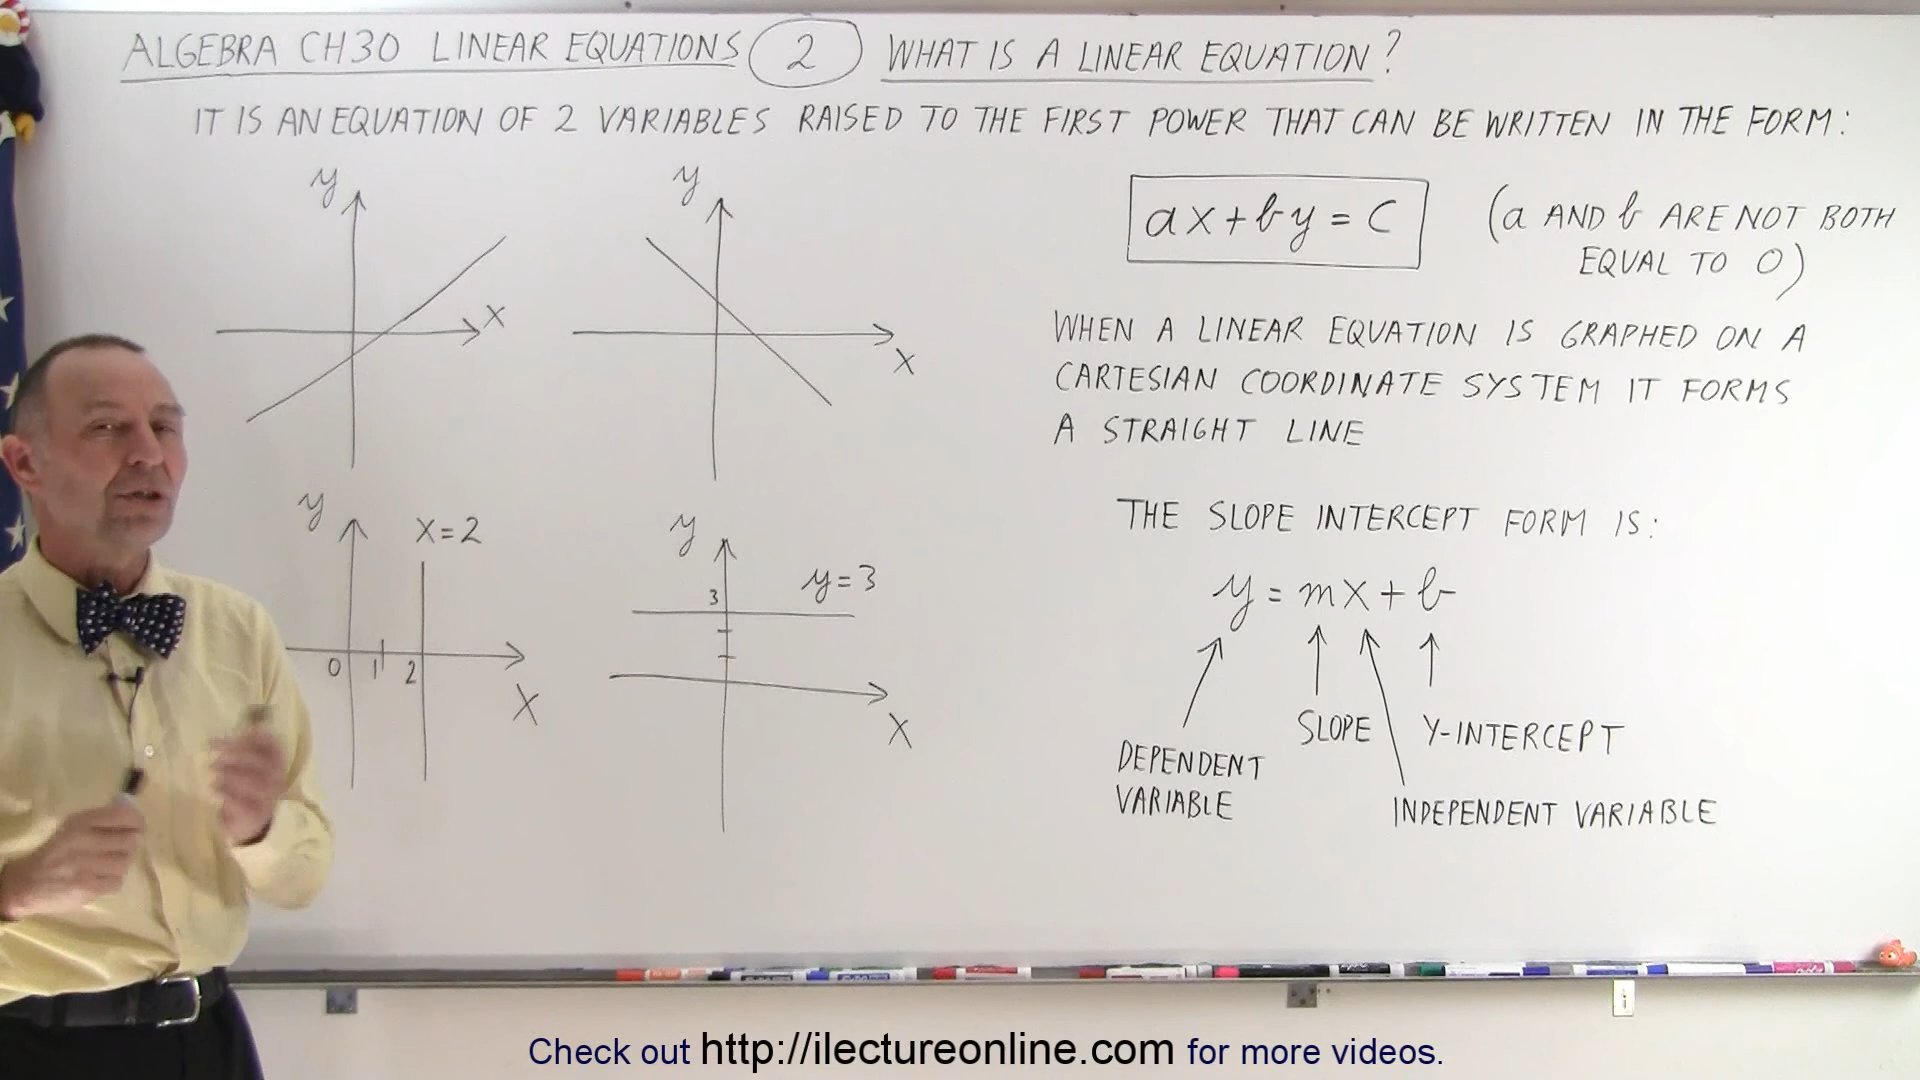 ALGEBRA CH30 LINEAR EQUATIONS 2 WHAT IS A LINEAR EQUATION?
IT IS AN EQUATION OF 2 VARIABLES RAISED TO THE FIRST POWER THAT CAN BE WRITTEN IN THE FORM:
y
x
y
x
ax+by=c
(a AND b ARE NOT BOTH
EQUAL TO 0)
WHEN A LINEAR EQUATION IS GRAPHED ON A
CARTESIAN COORDINATE SYSTEM IT FORMS
A STRAIGHT LINE
y
x=2
0 1 2
x
y
y=3
3
x
THE SLOPE INTERCEPT FORM IS:
y = mx + b
SLOPE
Y-INTERCEPT
DEPENDENT
VARIABLE
INDEPENDENT VARIABLE
Check out http://ilectureonline.com for more videos.